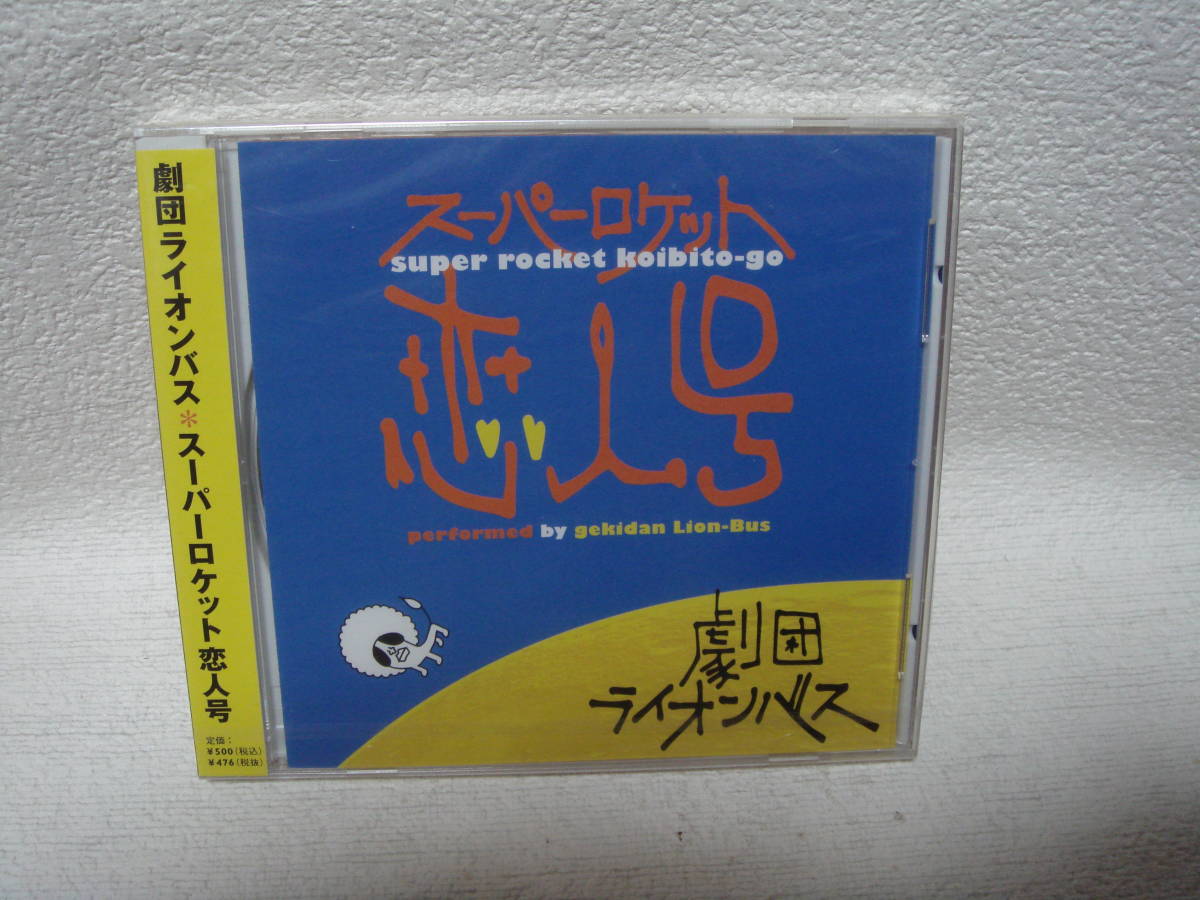 劇団ライオンバス*スーパーロケット恋人号
定価：
¥500(税込)
¥476(税抜)
スーパーロケット
super rocket koibito-go
恋人号
performed by gekidan Lion-Bus
劇団
ライオンバス